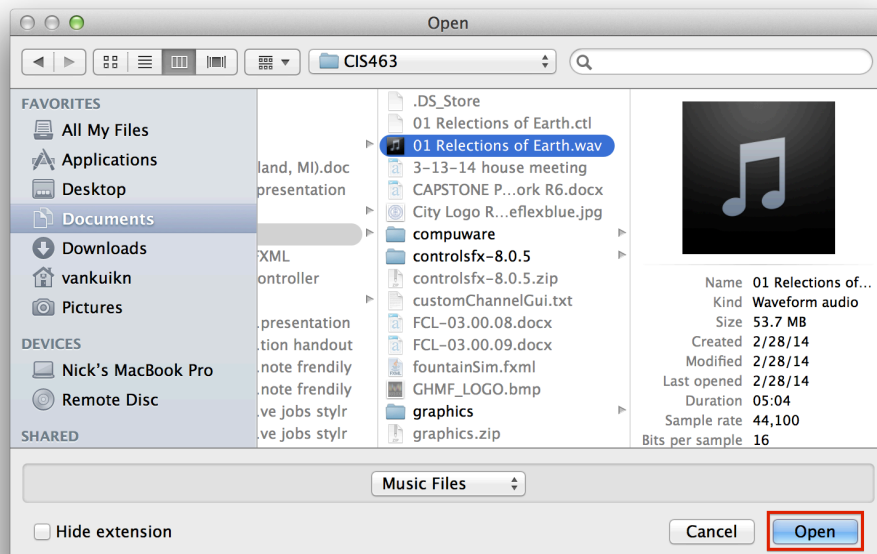 Open
CIS463
FAVORITES
All My Files
Applications
Desktop
Documents
Downloads
vankuikn
Pictures
DEVICES
Nick's MacBook Pro
Remote Disc
SHARED
land, MI).doc
presentation
FXML
ontroller
.presentation
.tion handout
.note frendily
.note frendily
.ve jobs stylr
.ve jobs stylr
.DS_Store
01 Relections of Earth.ctl
01 Relections of Earth.wav
3-13-14 house meeting
CAPSTONE P...ork R6.docx
City Logo R...eflexblue.jpg
compuware
controlsfx-8.0.5
controlsfx-8.0.5.zip
customChannelGui.txt
FCL-03.00.08.docx
FCL-03.00.09.docx
fountainSim.fxml
GHMF_LOGO.bmp
graphics
graphics.zip
Name 01 Relections of...
Kind Waveform audio
Size 53.7 MB
Created 2/28/14
Modified 2/28/14
Last opened 2/28/14
Duration 05:04
Sample rate 44,100
Bits per sample 16
Music Files
Hide extension
Cancel
Open